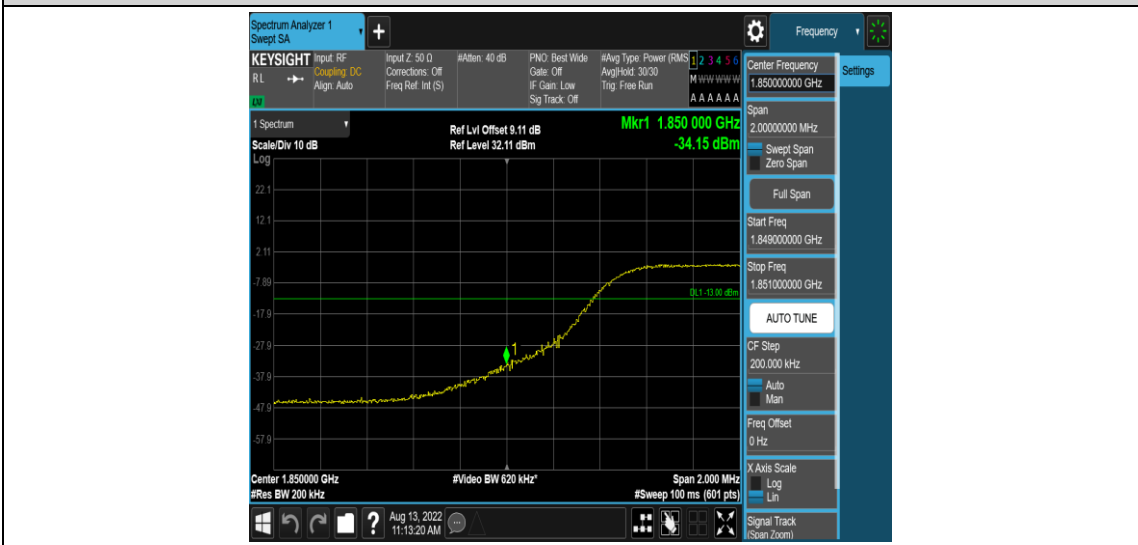 Spectrum Analyzer 1
Swept SA
+
Frequency
KEYSIGHT
RL
LXI
Input: RF
Coupling: DC
Align: Auto
Input Z: 50 Ω
Corrections: Off
Freq Ref: Int (S)
#Atten: 40 dB
PNO: Best Wide
Gate: Off
IF Gain: Low
Sig Track: Off
#Avg Type: Power (RMS
Avg|Hold: 30/30
Trig: Free Run
1 2 3 4 5 6
M W W W W W
A A A A A A
1 Spectrum
Scale/Div 10 dB
Log
Ref Lvl Offset 9.11 dB
Ref Level 32.11 dBm
Mkr1 1.850 000 GHz
-34.15 dBm
22.1
12.1
2.11
-7.89
-17.9
-27.9
-37.9
-47.9
-57.9
DL1 -13.00 dBm
1
Center 1.850000 GHz
#Res BW 200 kHz
#Video BW 620 kHz*
Span 2.000 MHz
#Sweep 100 ms (601 pts)
?
Aug 13, 2022
11:13:20 AM
Center Frequency
1.850000000 GHz
Span
2.00000000 MHz
Swept Span
Zero Span
Full Span
Start Freq
1.849000000 GHz
Stop Freq
1.851000000 GHz
AUTO TUNE
CF Step
200.000 kHz
Auto
Man
Freq Offset
0 Hz
X Axis Scale
Log
Lin
Signal Track
(Span Zoom)
Settings